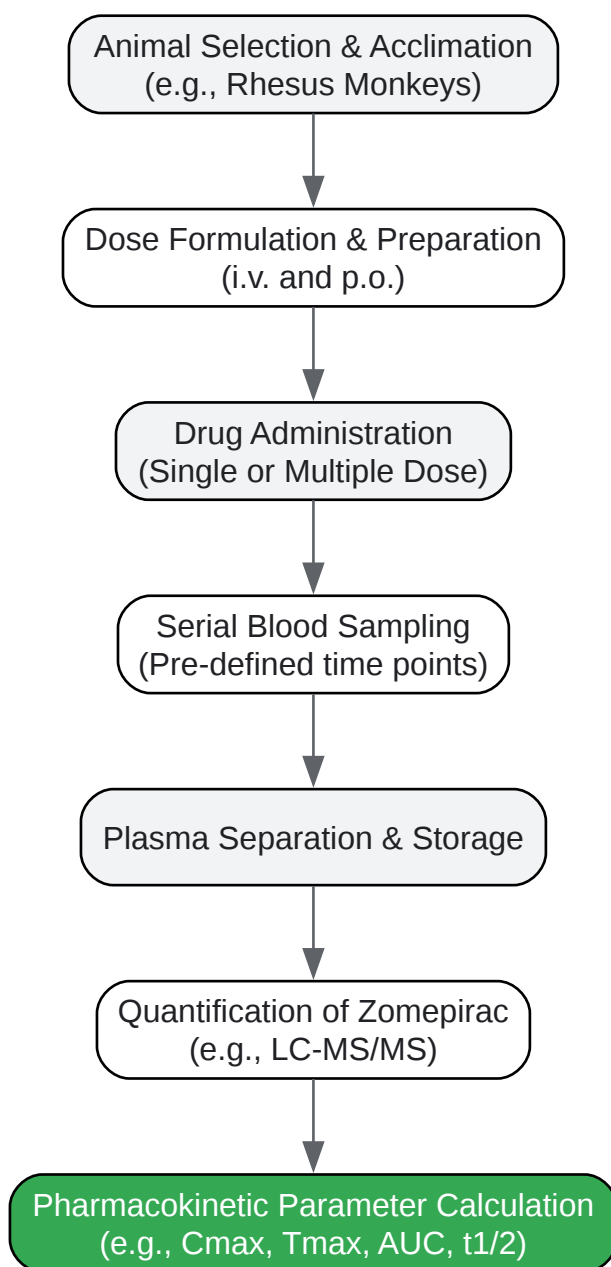 Animal Selection & Acclimation
(e.g., Rhesus Monkeys)
Dose Formulation & Preparation
(i.v. and p.o.)
Drug Administration
(Single or Multiple Dose)
Serial Blood Sampling
(Pre-defined time points)
Plasma Separation & Storage
Quantification of Zomepirac
(e.g., LC-MS/MS)
Pharmacokinetic Parameter Calculation
(e.g., Cmax, Tmax, AUC, t1/2)